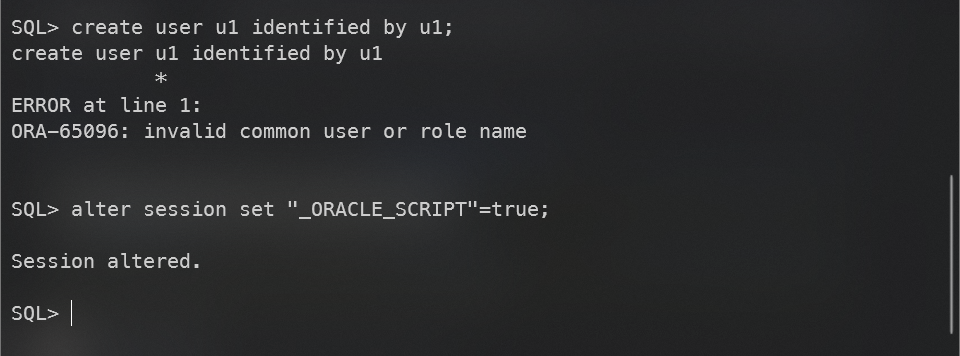 SQL> create user u1 identified by u1;
create user u1 identified by u1
            *
ERROR at line 1:
ORA-65096: invalid common user or role name
SQL> alter session set "_ORACLE_SCRIPT"=true;
Session altered.
SQL>